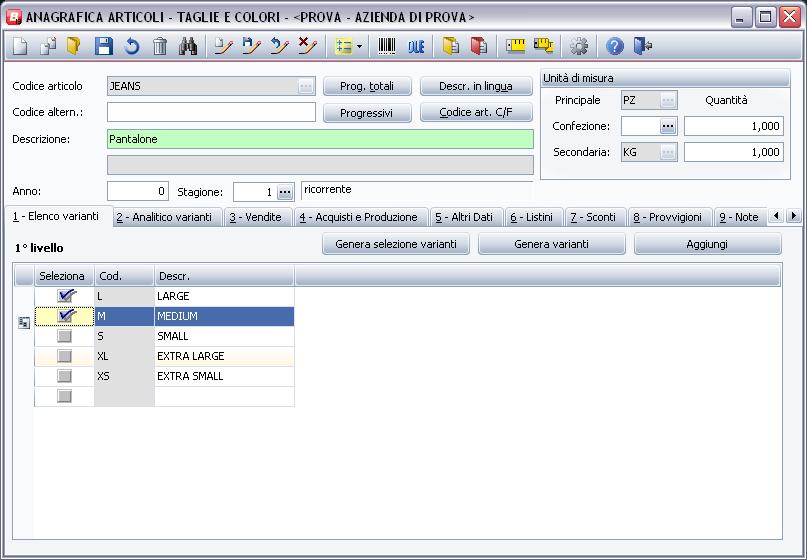 ANAGRAFICA ARTICOLI - TAGLIE E COLORI - <PROVA - AZIENDA DI PROVA>
DUE
Codice articolo JEANS ... Prog. totali Descr. in lingua
Codice altern.: Progressivi Codice art. C/F
Descrizione: Pantalone
Anno: 0 Stagione: 1 ... ricorrente
Unità di misura
Principale PZ ... Quantità
Confezione: ... 1,000
Secondaria: KG ... 1,000
1 - Elenco varianti 2 - Analitico varianti 3 - Vendite 4 - Acquisti e Produzione 5 - Altri Dati 6 - Listini 7 - Sconti 8 - Provvigioni 9 - Note
1° livello Genera selezione varianti Genera varianti Aggiungi
Seleziona Cod. Descr.
L LARGE
M MEDIUM
S SMALL
XL EXTRA LARGE
XS EXTRA SMALL